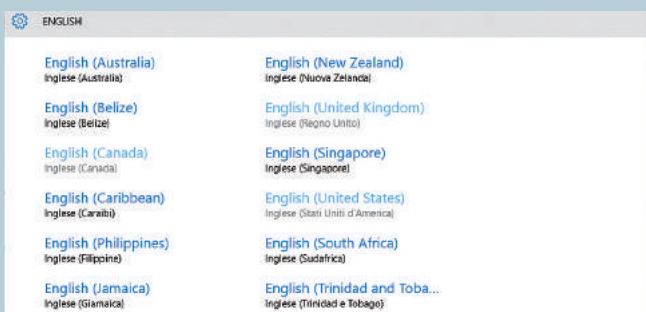 ENGLISH
English (Australia)
Inglese (Australia)
English (Belize)
Inglese (Belize)
English (Canada)
Inglese (Canada)
English (Caribbean)
Inglese (Caraibi)
English (Philippines)
Inglese (Filippine)
English (Jamaica)
Inglese (Giamaica)
English (New Zealand)
Inglese (Nuova Zelanda)
English (United Kingdom)
Inglese (Regno Unito)
English (Singapore)
Inglese (Singapore)
English (United States)
Inglese (Stati Uniti d'America)
English (South Africa)
Inglese (Sudafrica)
English (Trinidad and Toba...
Inglese (Trinidad e Tobago)